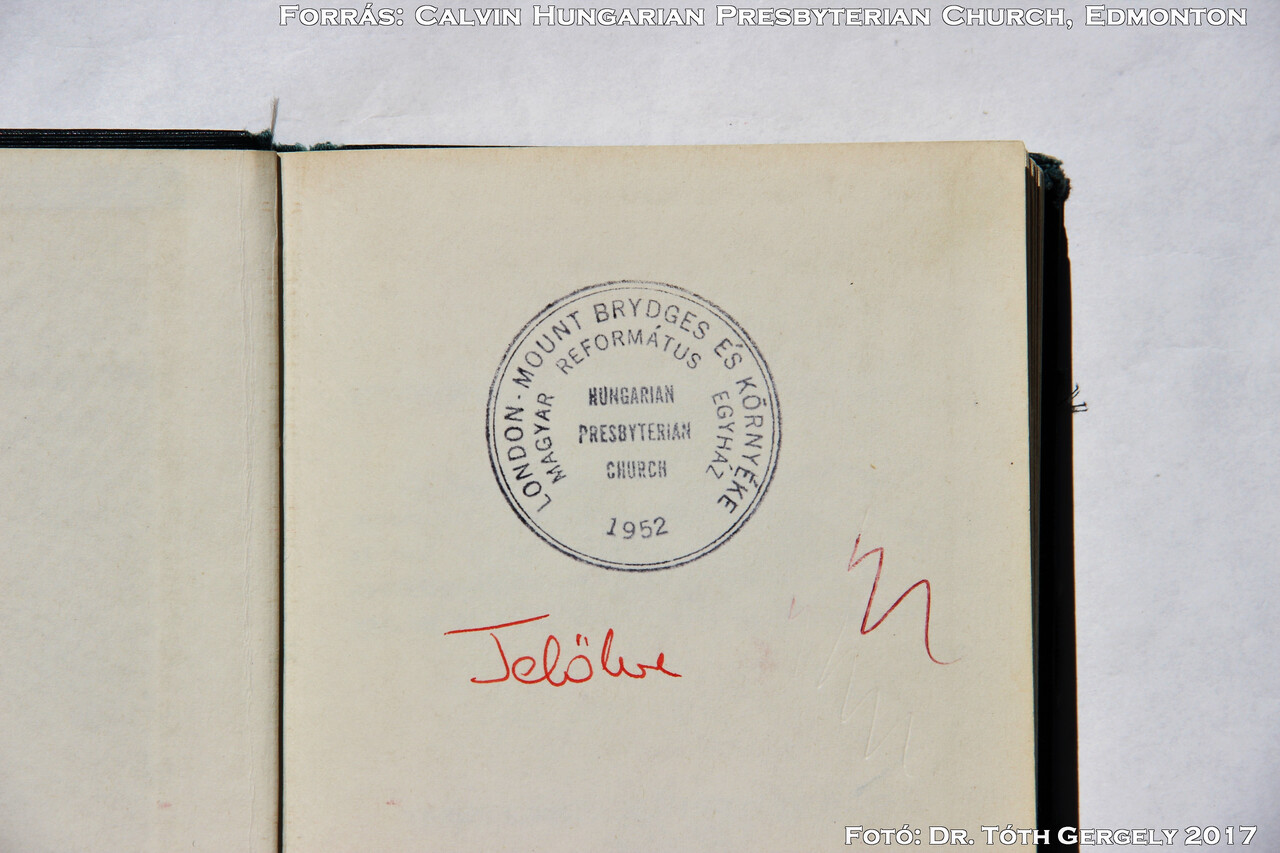 Forrás: Calvin Hungarian Presbyterian Church, Edmonton
LONDON - MOUNT BRYDGES ÉS KÖRNYÉKE
MAGYAR REFORMÁTUS EGYHÁZ
HUNGARIAN
PRESBYTERIAN
CHURCH
1952
Jelölve
Fotó: Dr. Tóth Gergely 2017